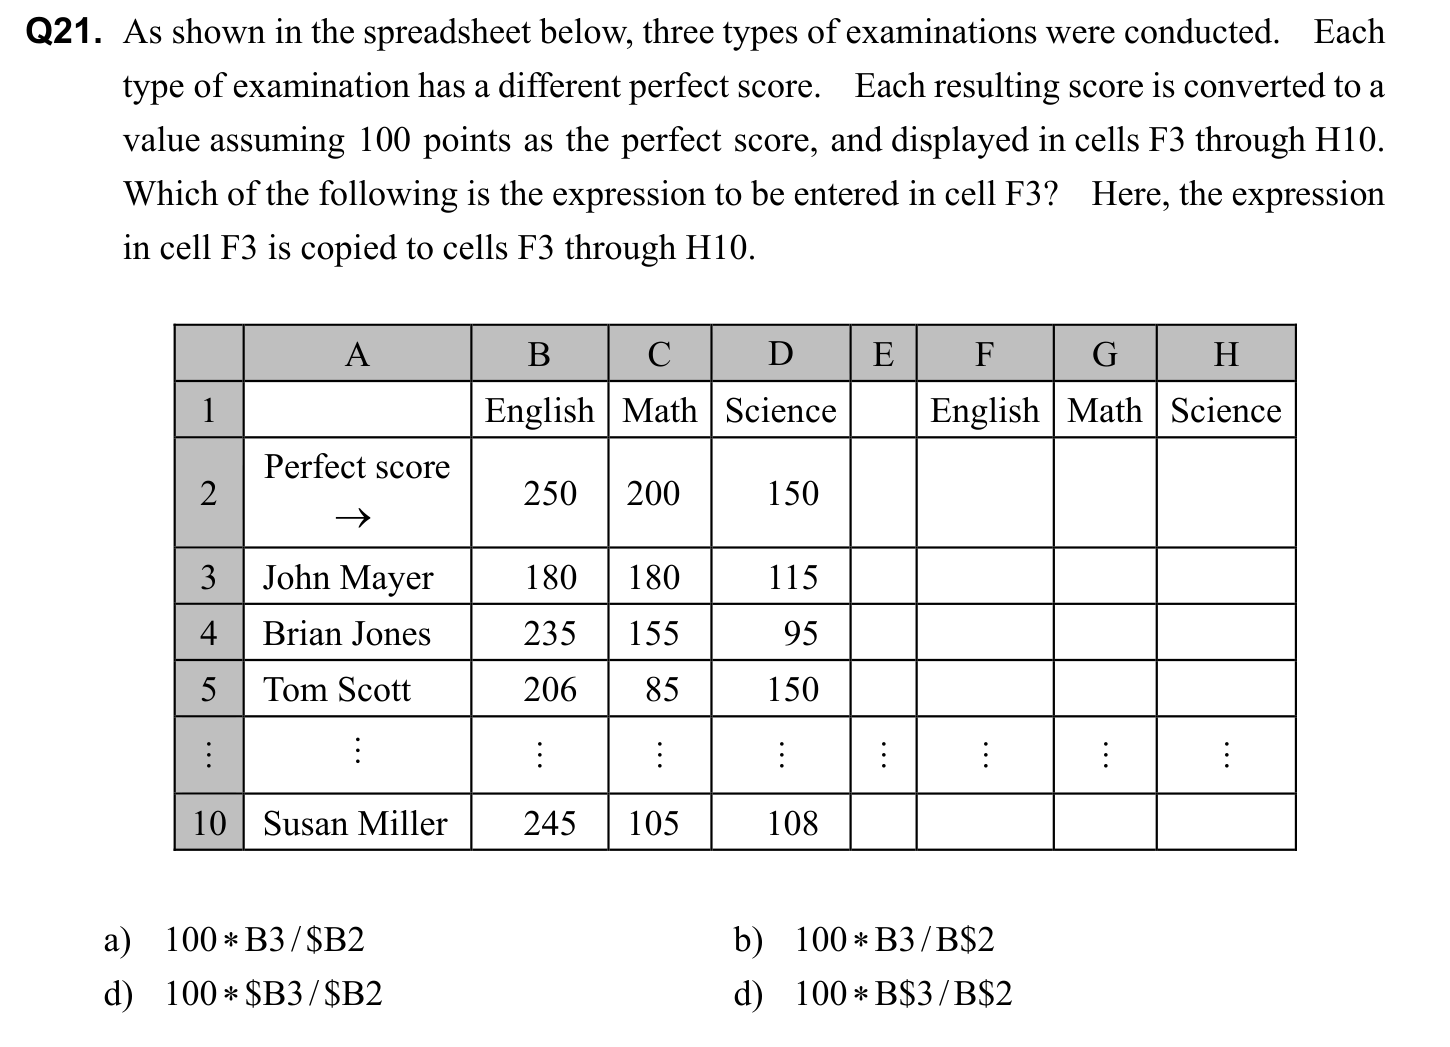 Q21. As shown in the spreadsheet below, three types of examinations were conducted. Each
type of examination has a different perfect score. Each resulting score is converted to a
value assuming 100 points as the perfect score, and displayed in cells F3 through H10.
Which of the following is the expression to be entered in cell F3? Here, the expression
in cell F3 is copied to cells F3 through H10.
A B C D E F G H
1 English Math Science English Math Science
2 Perfect score → 250 200 150
3 John Mayer 180 180 115
4 Brian Jones 235 155 95
5 Tom Scott 206 85 150
⋮ ⋮ ⋮ ⋮ ⋮ ⋮ ⋮ ⋮ ⋮
10 Susan Miller 245 105 108
a) 100*B3/$B2 b) 100*B3/B$2
d) 100*$B3/$B2 d) 100*B$3/B$2